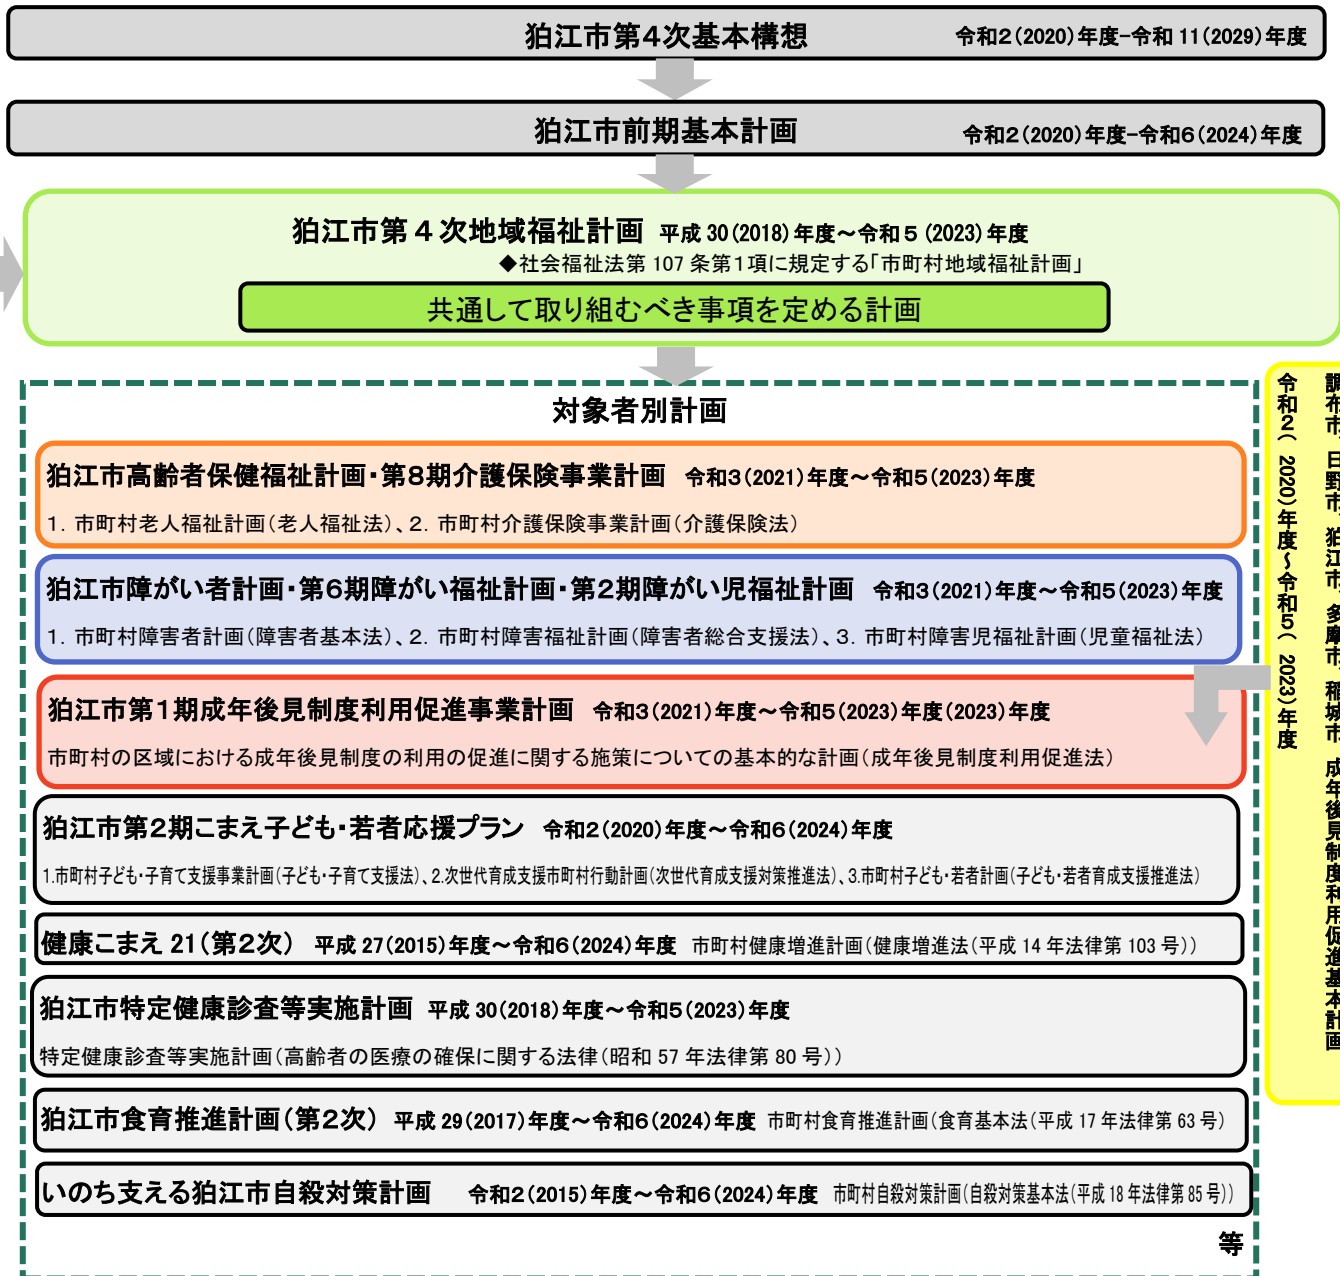 狛江市第4次基本構想 令和2(2020)年度-令和 11(2029)年度
狛江市前期基本計画 令和2(2020)年度-令和6(2024)年度
狛江市第４次地域福祉計画 平成 30(2018)年度～令和５(2023)年度
◆社会福祉法第 107 条第１項に規定する「市町村地域福祉計画」
共通して取り組むべき事項を定める計画
対象者別計画
狛江市高齢者保健福祉計画・第8期介護保険事業計画 令和3(2021)年度～令和5(2023)年度
1. 市町村老人福祉計画(老人福祉法)、2. 市町村介護保険事業計画(介護保険法)
狛江市障がい者計画・第6期障がい福祉計画・第2期障がい児福祉計画 令和3(2021)年度～令和5(2023)年度
1. 市町村障害者計画(障害者基本法)、2. 市町村障害福祉計画(障害者総合支援法)、3. 市町村障害児福祉計画(児童福祉法)
狛江市第1期成年後見制度利用促進事業計画 令和3(2021)年度～令和5(2023)年度(2023)年度
市町村の区域における成年後見制度の利用の促進に関する施策についての基本的な計画(成年後見制度利用促進法)
狛江市第2期こまえ子ども・若者応援プラン 令和2(2020)年度～令和6(2024)年度
1.市町村子ども・子育て支援事業計画(子ども・子育て支援法)、2.次世代育成支援市町村行動計画(次世代育成支援対策推進法)、3.市町村子ども・若者計画(子ども・若者育成支援推進法)
健康こまえ 21(第2次) 平成 27(2015)年度～令和6(2024)年度 市町村健康増進計画(健康増進法(平成 14 年法律第 103 号))
狛江市特定健康診査等実施計画 平成 30(2018)年度～令和5(2023)年度
特定健康診査等実施計画(高齢者の医療の確保に関する法律(昭和 57 年法律第 80 号))
狛江市食育推進計画(第2次) 平成 29(2017)年度～令和6(2024)年度 市町村食育推進計画(食育基本法(平成 17 年法律第 63 号)
いのち支える狛江市自殺対策計画 令和2(2015)年度～令和6(2024)年度 市町村自殺対策計画(自殺対策基本法(平成 18 年法律第 85 号))
等
調布市、日野市、狛江市、多摩市、稲城市 成年後見制度利用促進基本計画
令和2(2020)年度～令和5(2023)年度